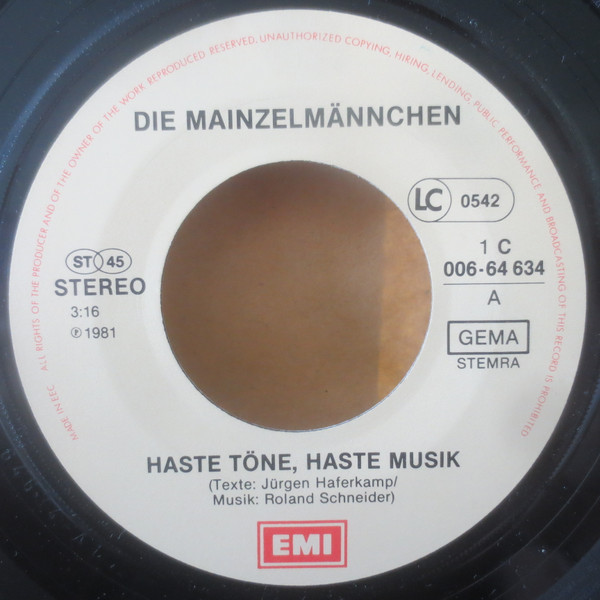 ALL RIGHTS OF THE PRODUCER AND OF THE OWNER OF THE WORK REPRODUCED RESERVED. UNAUTHORIZED COPYING, HIRING, LENDING, PUBLIC PERFORMANCE AND BROADCASTING OF THIS RECORD IS PROHIBITED
DIE MAINZELMÄNNCHEN
LC 0542
ST 45
STEREO
3:16
℗ 1981
1 C
006-64 634
A
GEMA
STEMRA
MADE IN EEC
HASTE TÖNE, HASTE MUSIK
(Texte: Jürgen Haferkamp/
Musik: Roland Schneider)
EMI